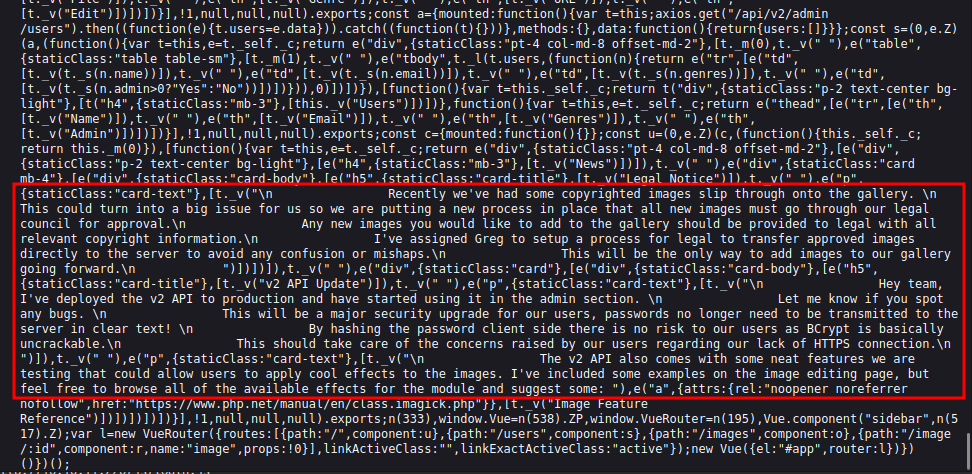 [t._v("Edit")])])])}],!1,null,null,null).exports;const a={mounted:function(){var t=this;axios.get("/api/v2/admin
/users").then((function(e){t.users=e.data})).catch((function(t){}))},methods:{},data:function(){return{users:[]}}};const s=(0,e.Z)
(a,(function(){var t=this,e=t._self._c;return e("div",{staticClass:"pt-4 col-md-8 offset-md-2"},[t._m(0),t._v(" "),e("table",
{staticClass:"table table-sm"},[t._m(1),t._v(" "),e("tbody",t._l(t.users,(function(n){return e("tr",[e("td",
[t._v(t._s(n.name))]),t._v(" "),e("td",[t._v(t._s(n.email))]),t._v(" "),e("td",[t._v(t._s(n.genres))]),t._v(" "),e("td",
[t._v(t._s(n.admin>0?"Yes":"No"))])])})),0)])])}),[function(){var t=this._self._c;return t("div",{staticClass:"p-2 text-center bg-
light"},[t("h4",{staticClass:"mb-3"},[this._v("Users")])])},function(){var t=this,e=t._self._c;return e("thead",[e("tr",[e("th",
[t._v("Name")]),t._v(" "),e("th",[t._v("Email")]),t._v(" "),e("th",[t._v("Genres")]),t._v(" "),e("th",
[t._v("Admin")])])])}],!1,null,null,null).exports;const c={mounted:function(){}};const u=(0,e.Z)(c,(function(){this._self._c;
return this._m(0)}),[function(){var t=this,e=t._self._c;return e("div",{staticClass:"pt-4 col-md-8 offset-md-2"},[e("div",
{staticClass:"p-2 text-center bg-light"},[e("h4",{staticClass:"mb-3"},[t._v("News")])]),t._v(" "),e("div",{staticClass:"card
mb-4"},[e("div",{staticClass:"card-body"},[e("h5",{staticClass:"card-title"},[t._v("Legal Notice")]),t._v(" "),e("p",
{staticClass:"card-text"},[t._v("\n                Recently we've had some copyrighted images slip through onto the gallery. \n
This could turn into a big issue for us so we are putting a new process in place that all new images must go through our legal
council for approval.\n                Any new images you would like to add to the gallery should be provided to legal with all
relevant copyright information.\n                I've assigned Greg to setup a process for legal to transfer approved images
directly to the server to avoid any confusion or mishaps.\n                This will be the only way to add images to our gallery
going forward.\n            ")])])]),t._v(" "),e("div",{staticClass:"card"},[e("div",{staticClass:"card-body"},[e("h5",
{staticClass:"card-title"},[t._v("v2 API Update")]),t._v(" "),e("p",{staticClass:"card-text"},[t._v("\n                Hey team,
I've deployed the v2 API to production and have started using it in the admin section. \n                Let me know if you spot
any bugs. \n                This will be a major security upgrade for our users, passwords no longer need to be transmitted to the
server in clear text! \n                By hashing the password client side there is no risk to our users as BCrypt is basically
uncrackable.\n                This should take care of the concerns raised by our users regarding our lack of HTTPS connection.\n
")]),t._v(" "),e("p",{staticClass:"card-text"},[t._v("\n                The v2 API also comes with some neat features we are
testing that could allow users to apply cool effects to the images. I've included some examples on the image editing page, but
feel free to browse all of the available effects for the module and suggest some: "),e("a",{attrs:{rel:"noopener noreferrer
nofollow",href:"https://www.php.net/manual/en/class.imagick.php"}},[t._v("Image Feature
Reference")])])])])])}],!1,null,null,null).exports;n(333),window.Vue=n(538).ZP,window.VueRouter=n(195),Vue.component("sidebar",n(5
17).Z);var l=new VueRouter({routes:[{path:"/",component:u},{path:"/users",component:s},{path:"/images",component:o},{path:"/image
/:id",component:r,name:"image",props:!0}],linkActiveClass:"",linkExactActiveClass:"active"});new Vue({el:"#app",router:l})})
()})();